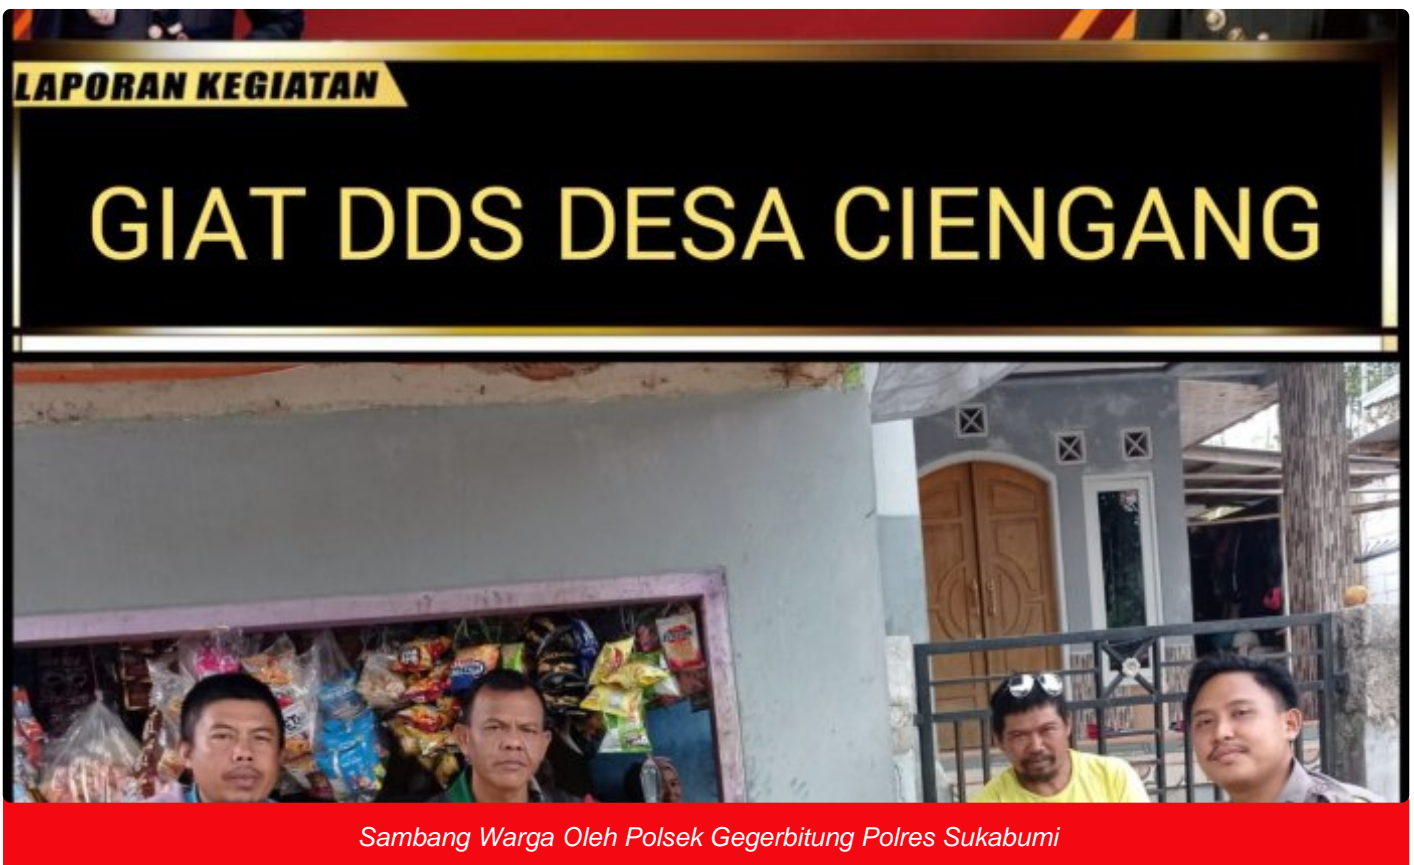 LAPORAN KEGIATAN
GIAT DDS DESA CIENGANG
Sambang Warga Oleh Polsek Gegerbitung Polres Sukabumi